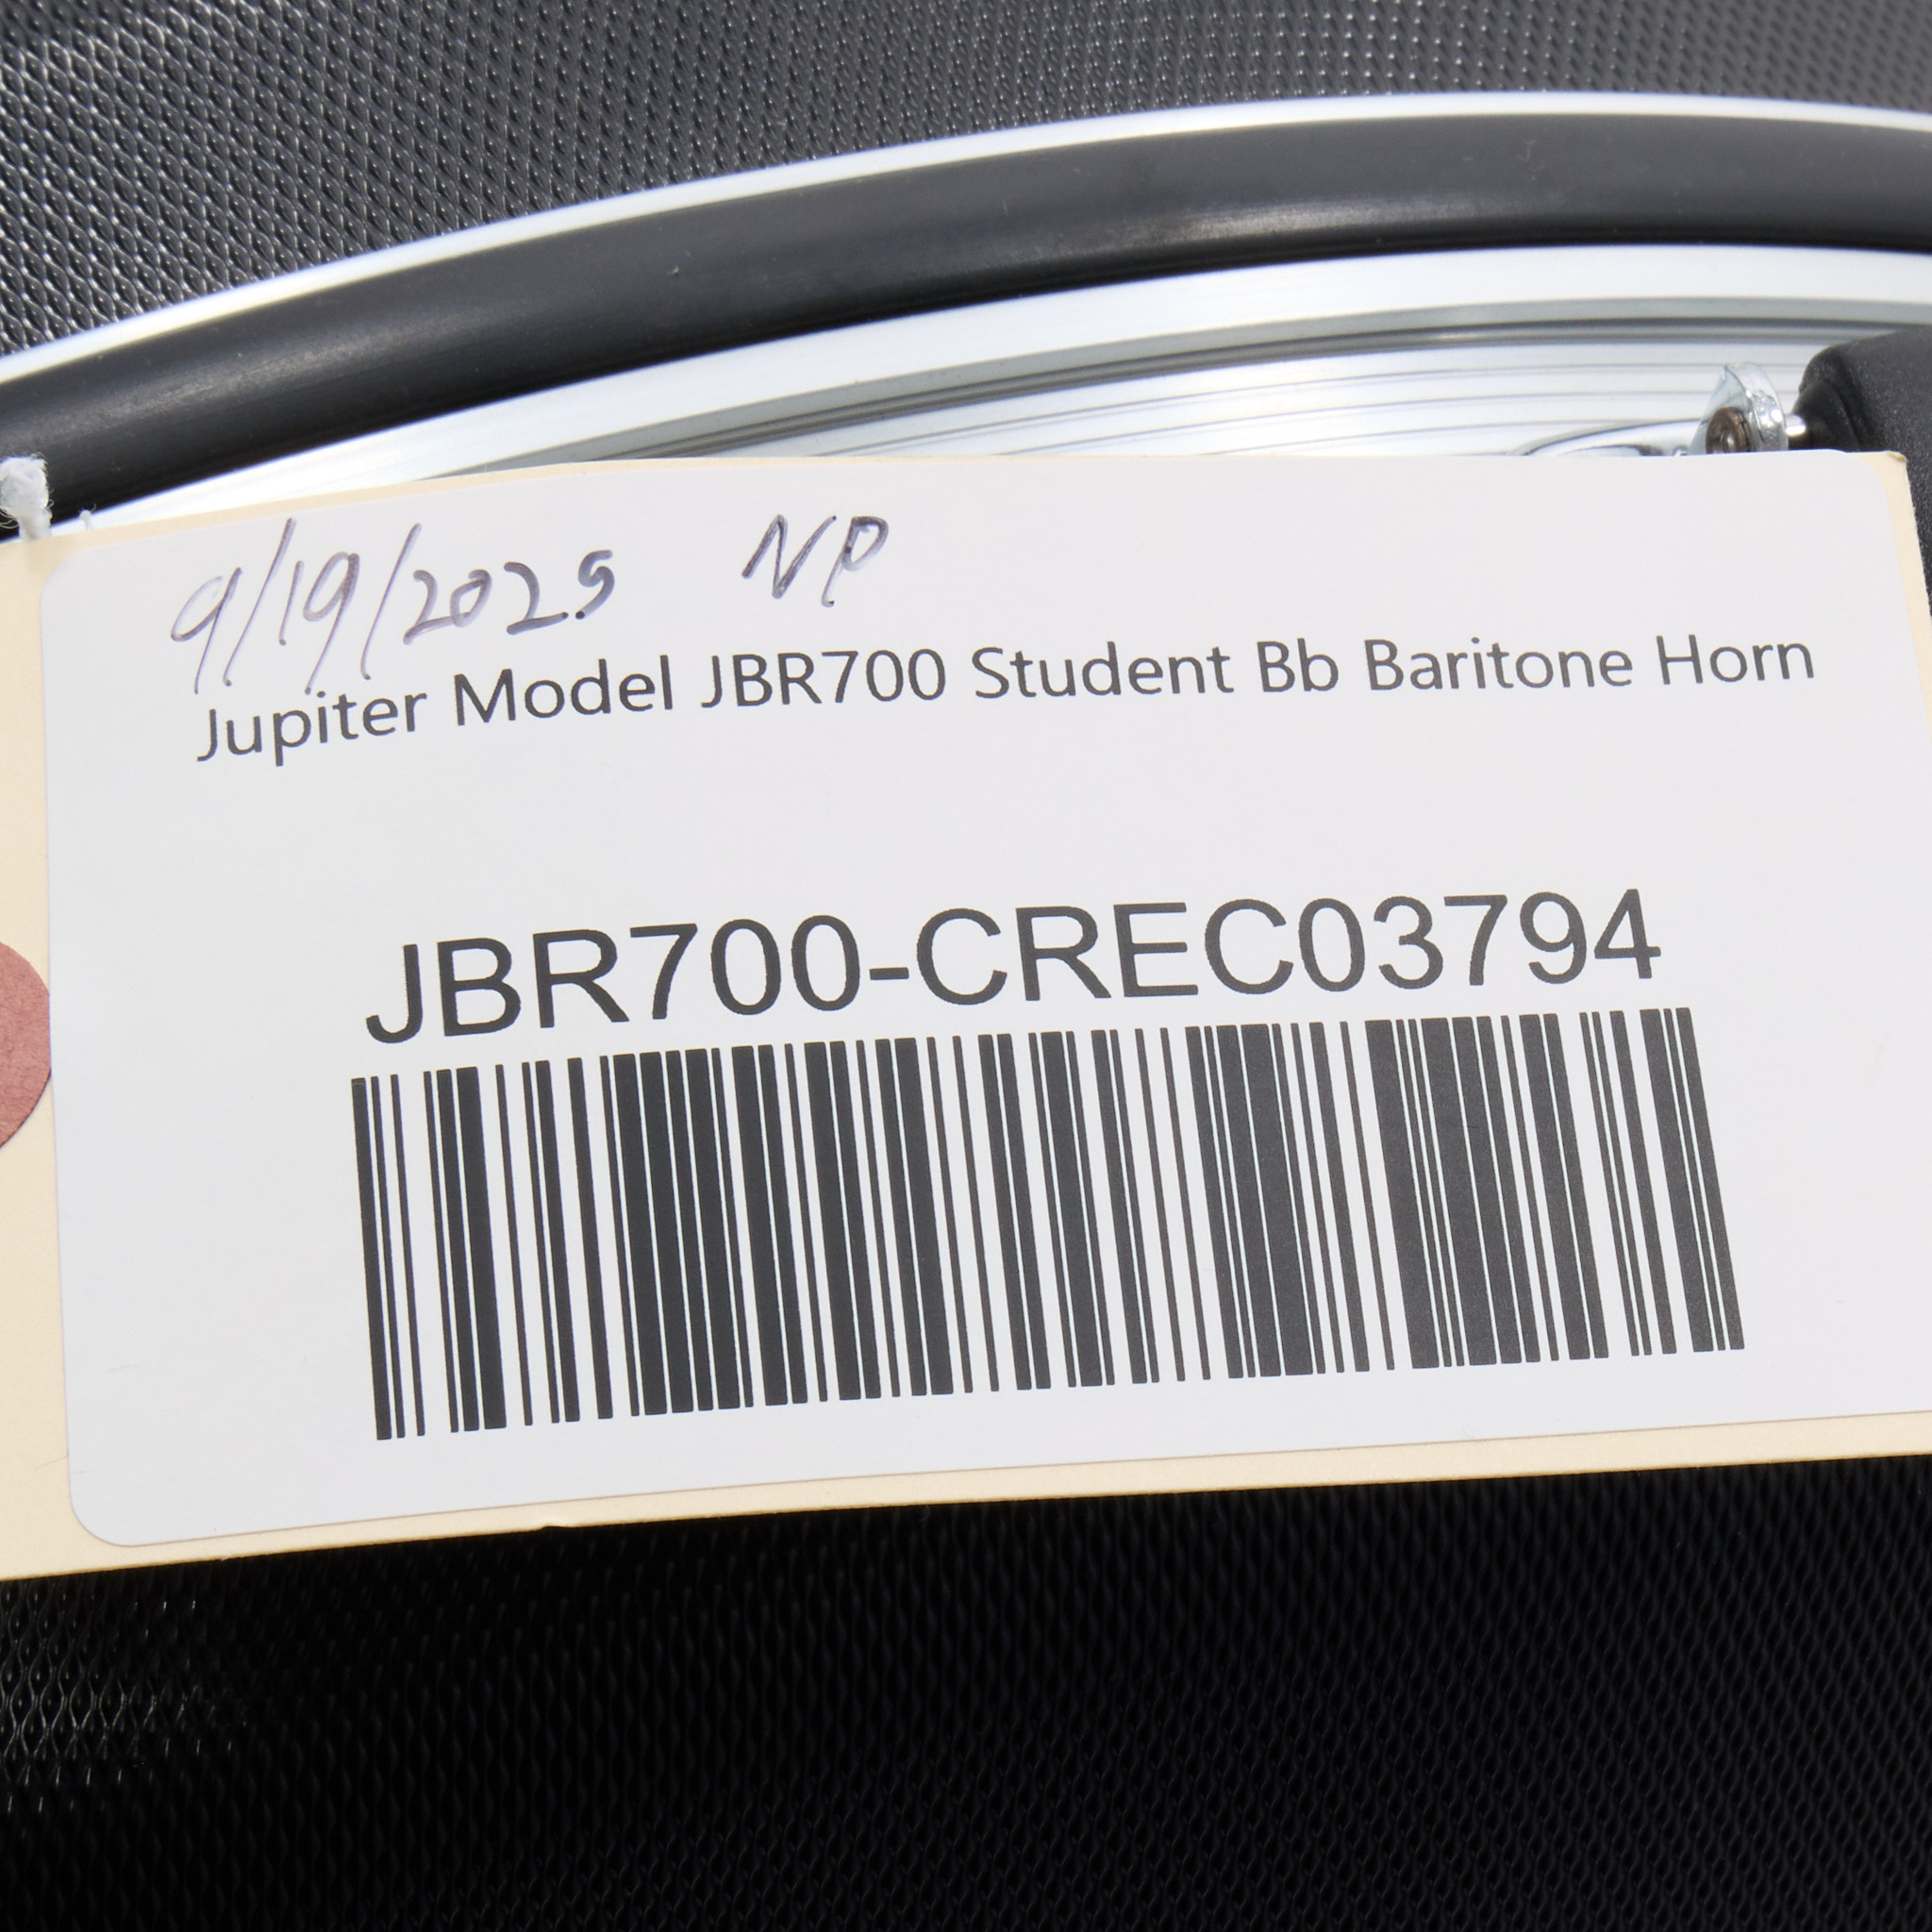 9/19/2025 NP
Jupiter Model JBR700 Student Bb Baritone Horn
JBR700-CREC03794